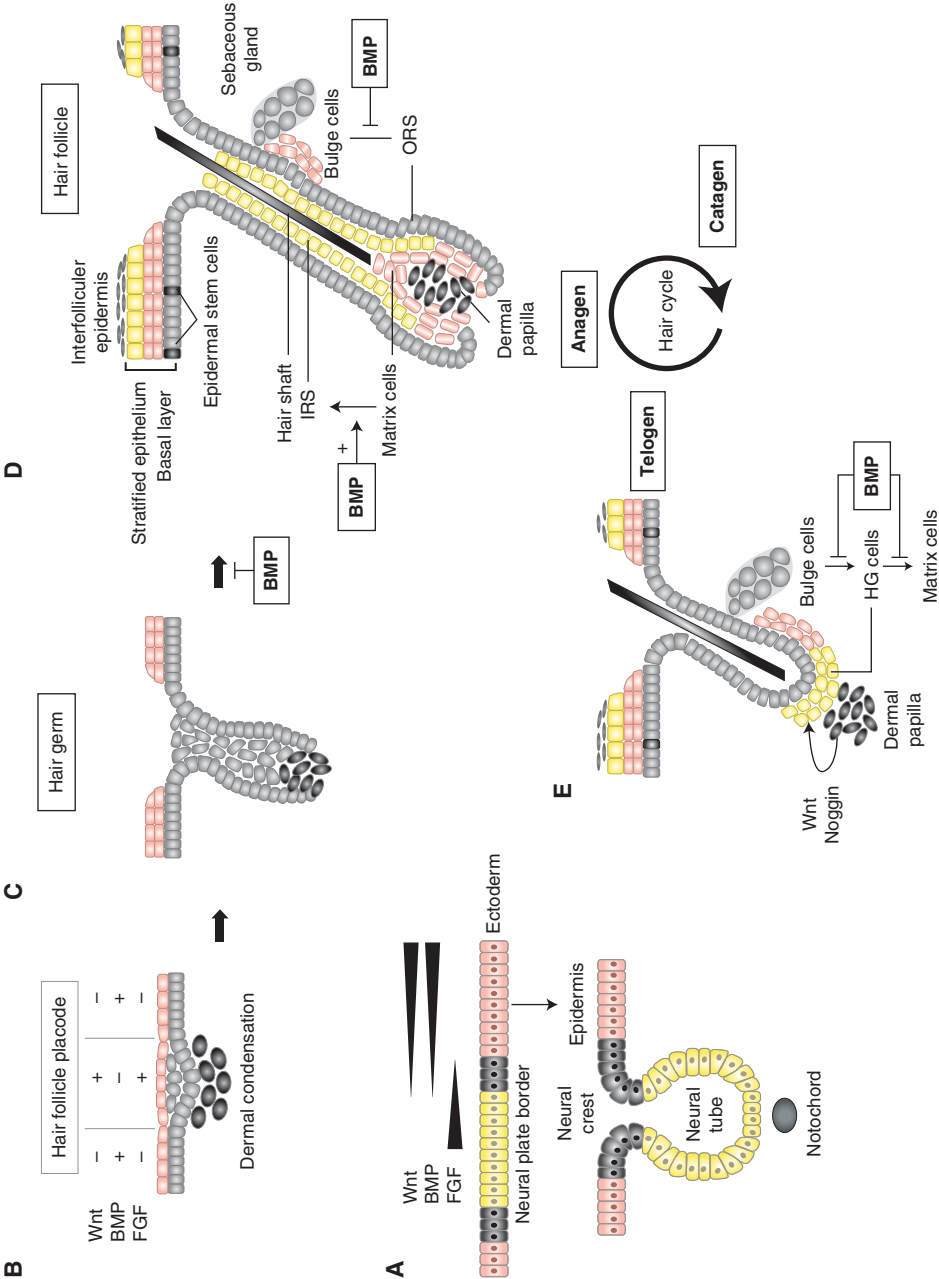 A
Wnt
BMP
FGF
Neural plate border
Ectoderm
Epidermis
Neural
crest
Neural
tube
Notochord
B
Hair follicle placode
Wnt – + –
BMP + – +
FGF – + –
Dermal condensation
C
Hair germ
BMP
D
Hair follicle
Interfollicular
epidermis
Stratified epithelium
Basal layer
Epidermal stem cells
Sebaceous
gland
Hair shaft
IRS
BMP
+
Matrix cells
Bulge cells
BMP
ORS
Dermal
papilla
E
Telogen
Wnt
Noggin
Dermal
papilla
Bulge cells
HG cells
BMP
Matrix cells
Anagen
Hair cycle
Catagen